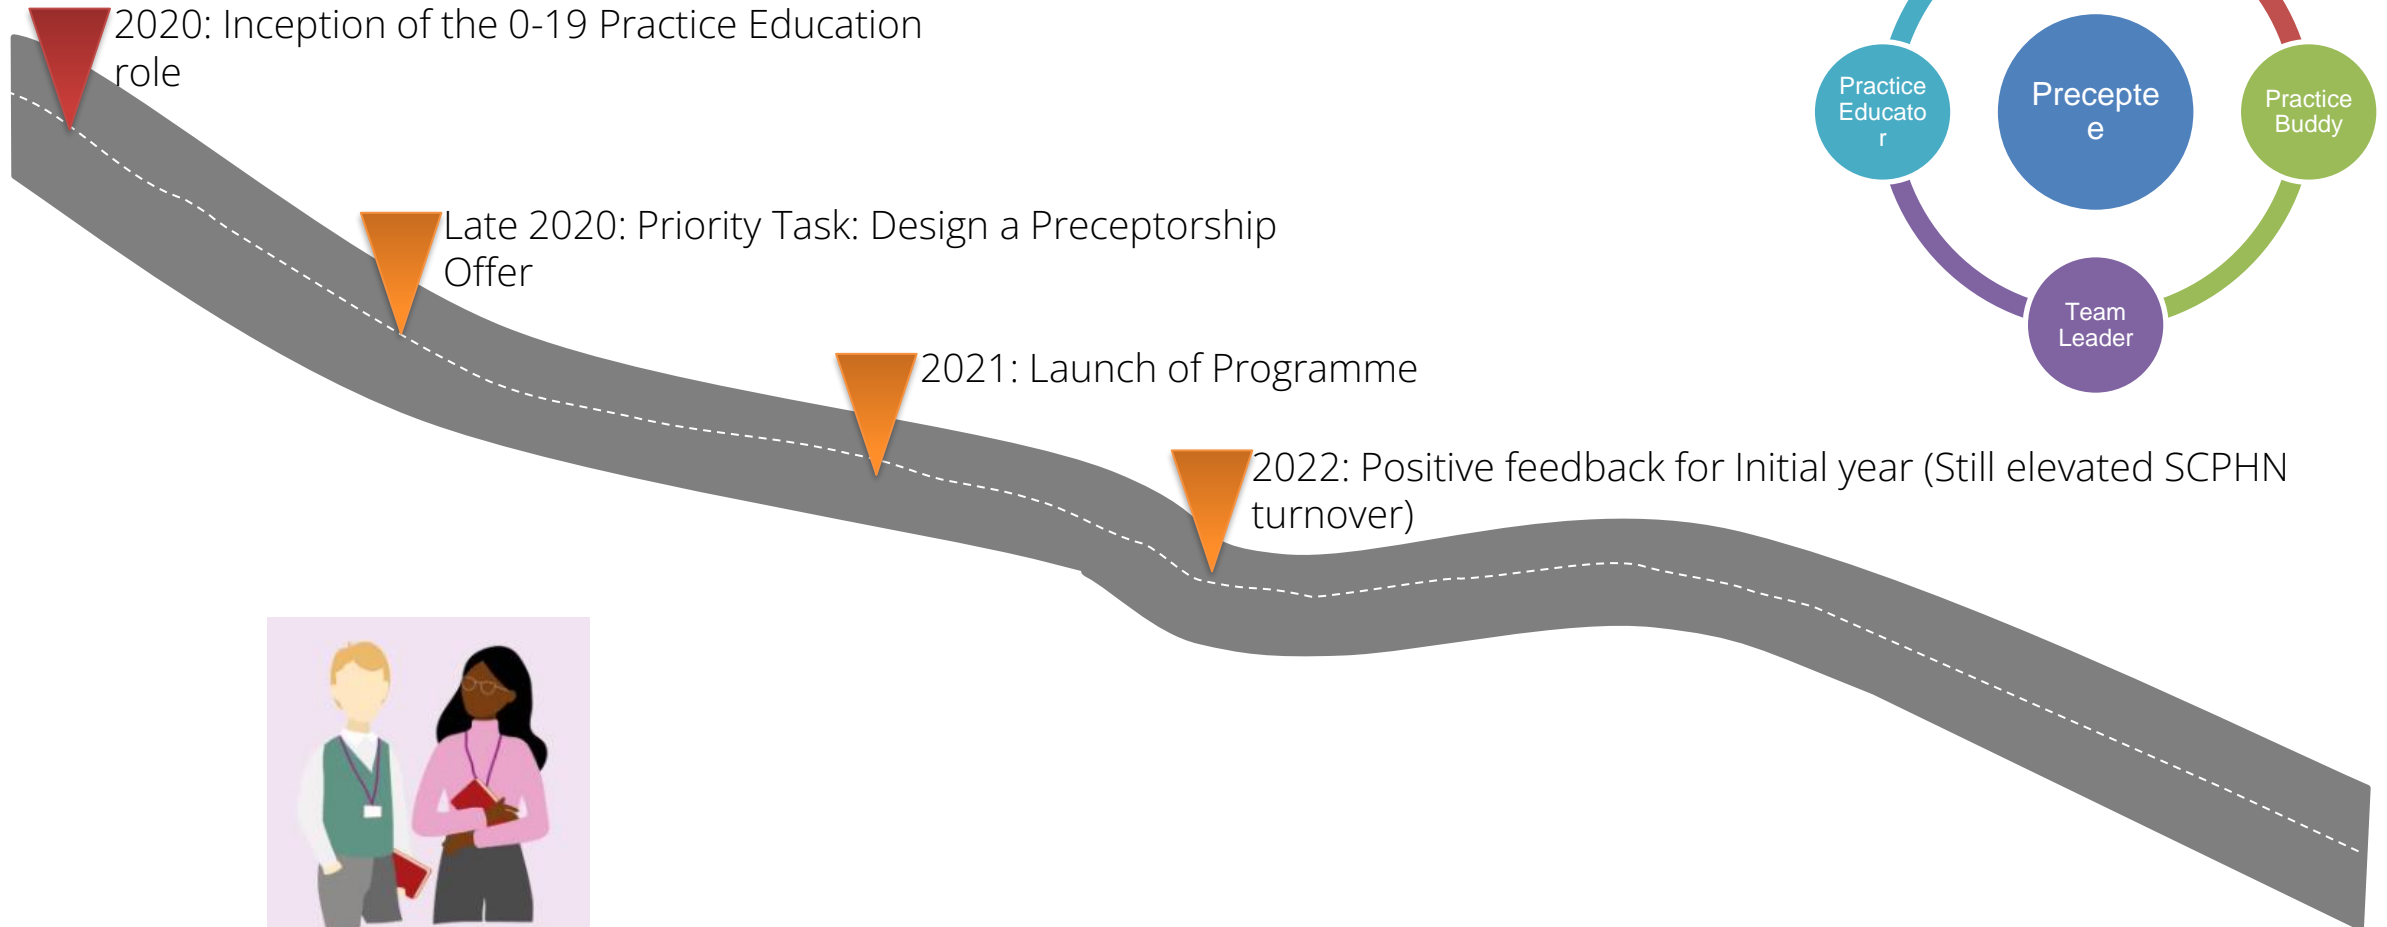 2020: Inception of the 0-19 Practice Education
role
Practice
Educato
r
Precepte
e
Practice
Buddy
Late 2020: Priority Task: Design a Preceptorship
Offer
Team
Leader
2021: Launch of Programme
2022: Positive feedback for Initial year (Still elevated SCPHN
turnover)